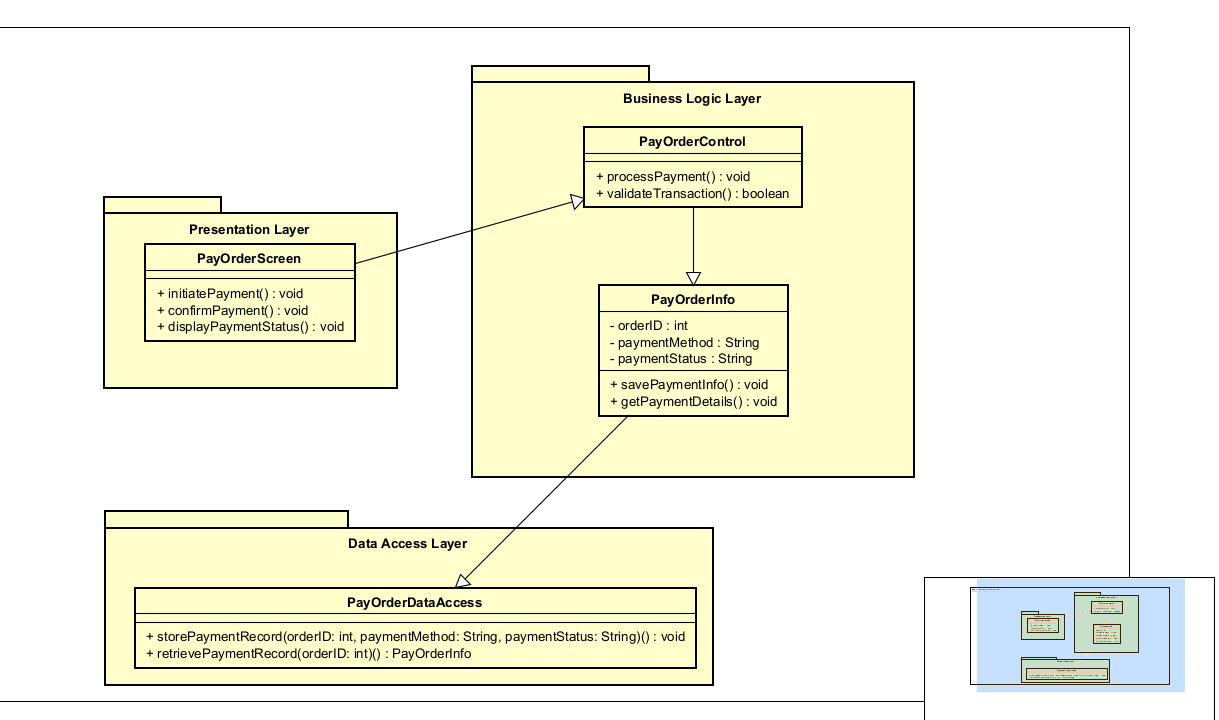 Business Logic Layer
PayOrderControl
+ processPayment() : void
+ validateTransaction() : boolean
Presentation Layer
PayOrderScreen
+ initiatePayment() : void
+ confirmPayment() : void
+ displayPaymentStatus() : void
PayOrderInfo
- orderID : int
- paymentMethod : String
- paymentStatus : String
+ savePaymentInfo() : void
+ getPaymentDetails() : void
Data Access Layer
PayOrderDataAccess
+ storePaymentRecord(orderID: int, paymentMethod: String, paymentStatus: String)() : void
+ retrievePaymentRecord(orderID: int)() : PayOrderInfo